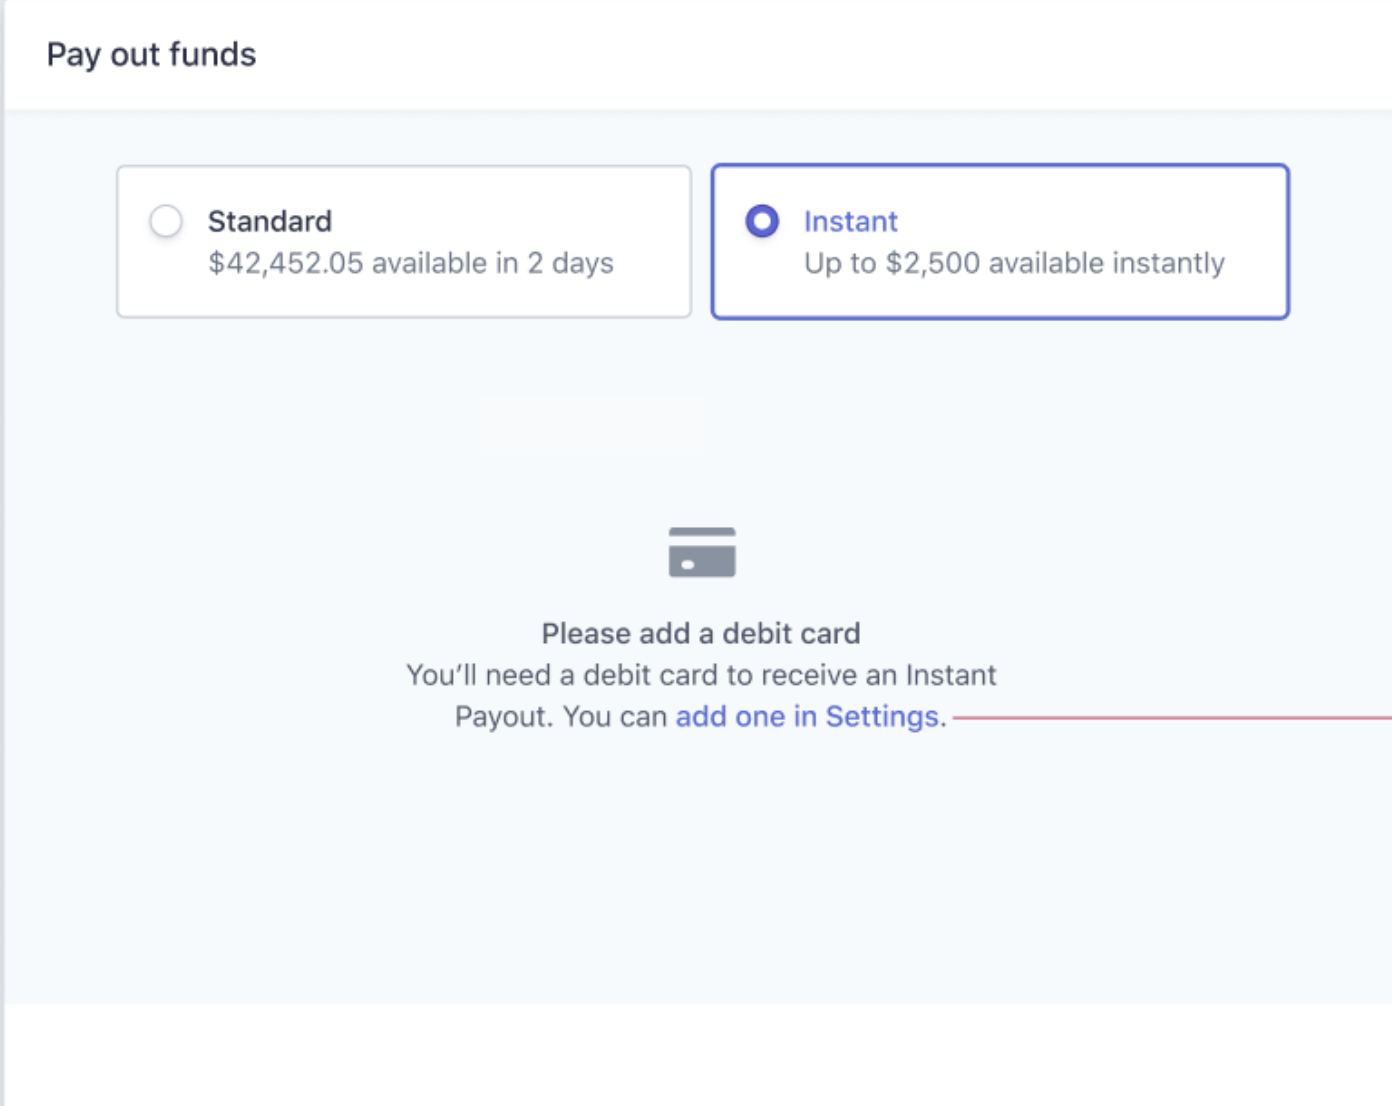 Pay out funds
Standard
$42,452.05 available in 2 days
Instant
Up to $2,500 available instantly
Please add a debit card
You’ll need a debit card to receive an Instant
Payout. You can add one in Settings.